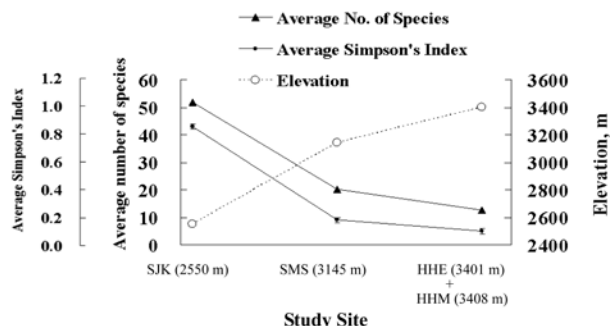 Average No. of Species
Average Simpson's Index
Elevation
Average Simpson's Index
1.2
1.0
0.8
0.6
0.4
0.2
0.0
Average number of species
60
50
40
30
20
10
0
3600
3400
3200
3000
2800
2600
2400
Elevation, m
SJK (2550 m)
SMS (3145 m)
HHE (3401 m)
+
HHM (3408 m)
Study Site